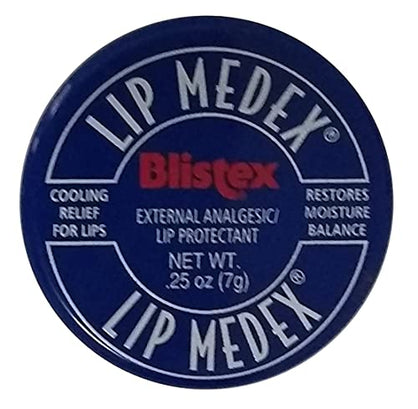 LIP MEDEX®
Blistex
COOLING
RELIEF
FOR LIPS
EXTERNAL ANALGESIC/
LIP PROTECTANT
RESTORES
MOISTURE
BALANCE
NET WT.
.25 oz (7g)
LIP MEDEX®